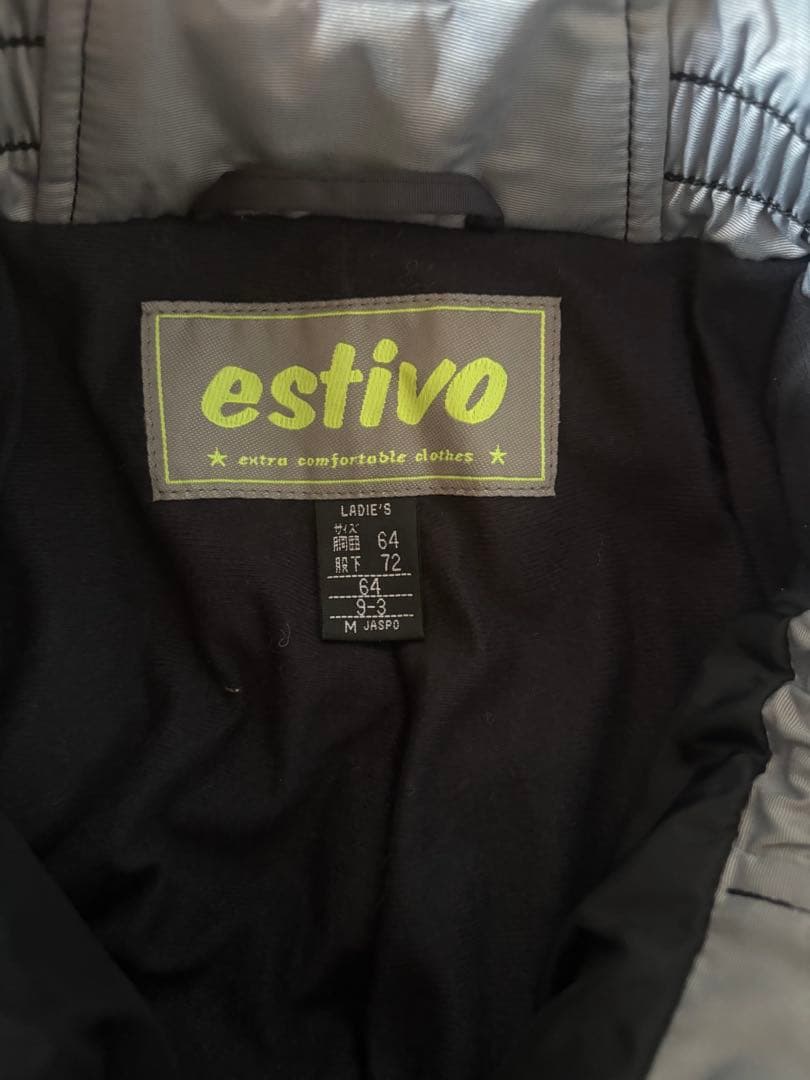 estivo
★ extra comfortable clothes ★
LADIE'S
サイズ
胴囲 64
股下 72
64
9-3
M JASPO